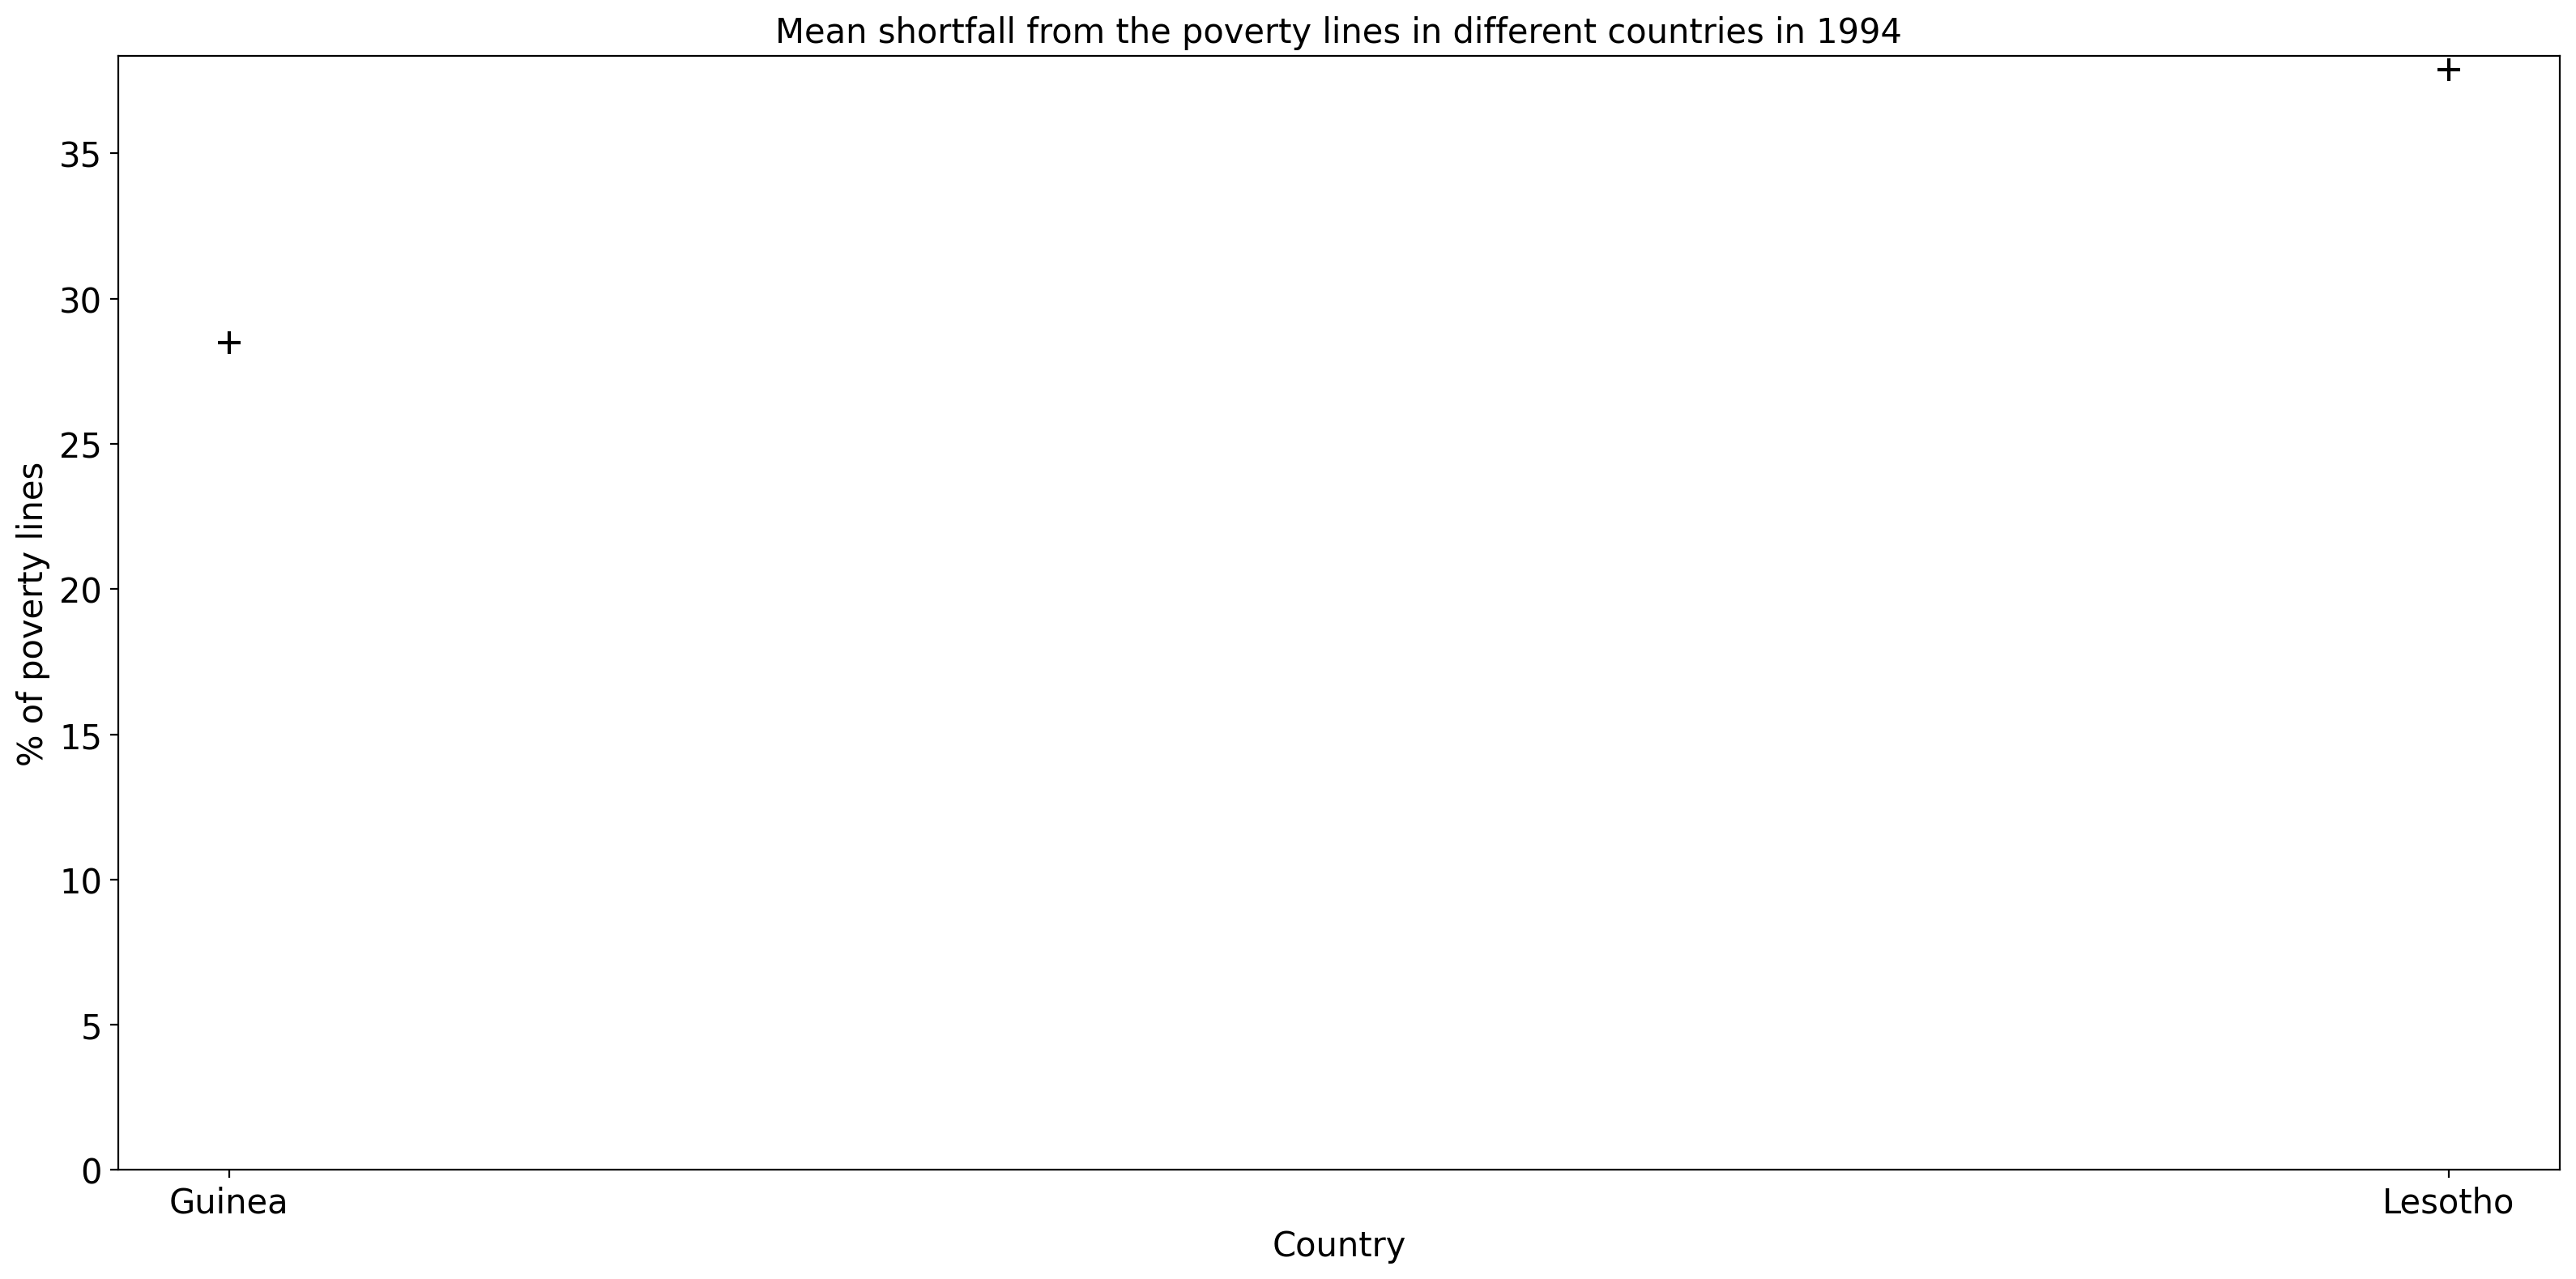 Mean shortfall from the poverty lines in different countries in 1994
% of poverty lines
35
30
25
20
15
10
5
0
Guinea Lesotho
Country